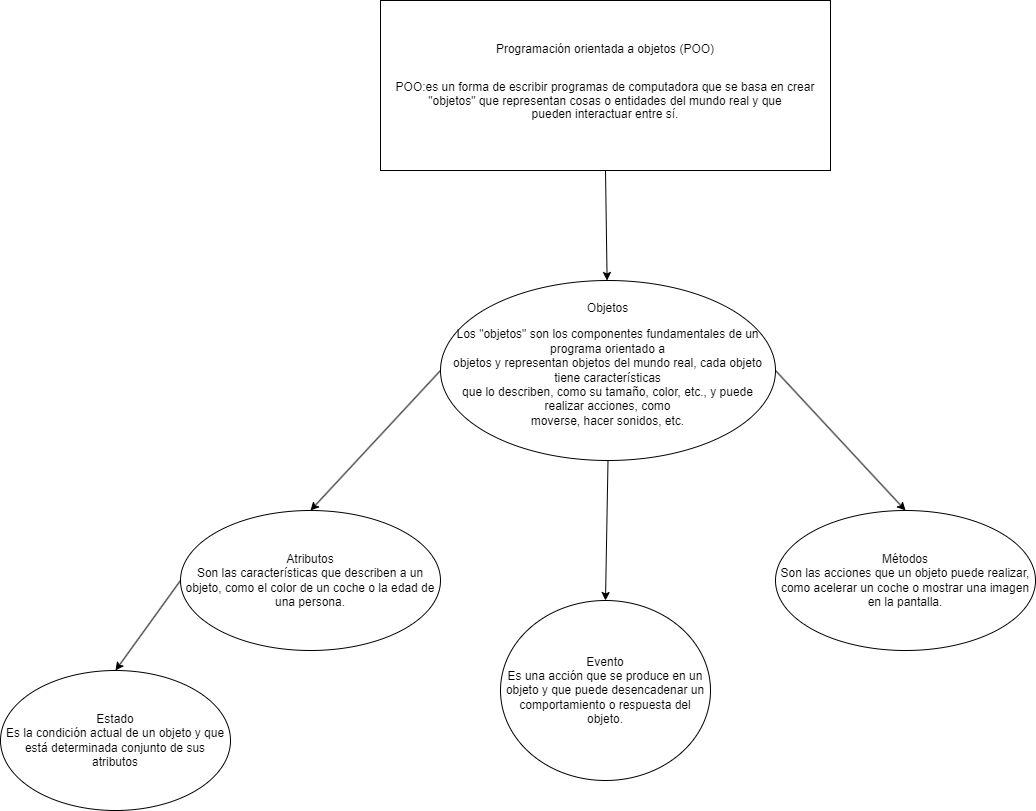 Programación orientada a objetos (POO)
POO:es un forma de escribir programas de computadora que se basa en crear
"objetos" que representan cosas o entidades del mundo real y que
pueden interactuar entre sí.
Objetos
Los "objetos" son los componentes fundamentales de un
programa orientado a
objetos y representan objetos del mundo real, cada objeto
tiene características
que lo describen, como su tamaño, color, etc., y puede
realizar acciones, como
moverse, hacer sonidos, etc.
Atributos
Son las características que describen a un
objeto, como el color de un coche o la edad de
una persona.
Métodos
Son las acciones que un objeto puede realizar,
como acelerar un coche o mostrar una imagen
en la pantalla.
Evento
Es una acción que se produce en un
objeto y que puede desencadenar un
comportamiento o respuesta del
objeto.
Estado
Es la condición actual de un objeto y que
está determinada conjunto de sus
atributos